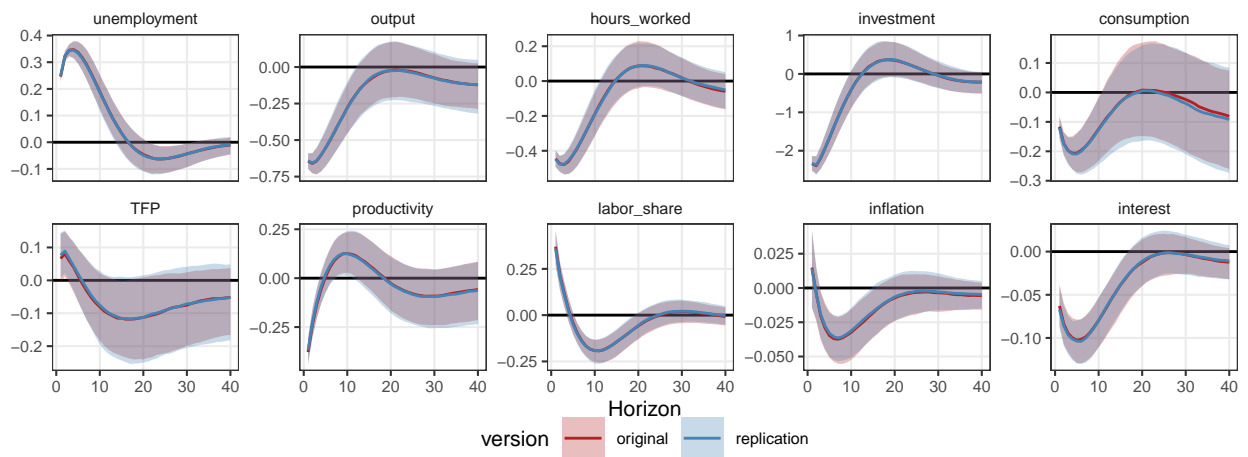 unemployment output hours_worked investment consumption
0.4 0.3 0.2 0.1 0.0 −0.1
0.00 −0.25 −0.50 −0.75
0.2 0.0 −0.2 −0.4
1 0 −1 −2
0.1 0.0 −0.1 −0.2 −0.3
TFP productivity labor_share inflation interest
0.1 0.0 −0.1 −0.2
0.25 0.00 −0.25
0.25 0.00 −0.25
0.025 0.000 −0.025 −0.050
0.00 −0.05 −0.10
0 10 20 30 40 0 10 20 30 40 0 10 20 30 40 0 10 20 30 40 0 10 20 30 40
Horizon
version original replication